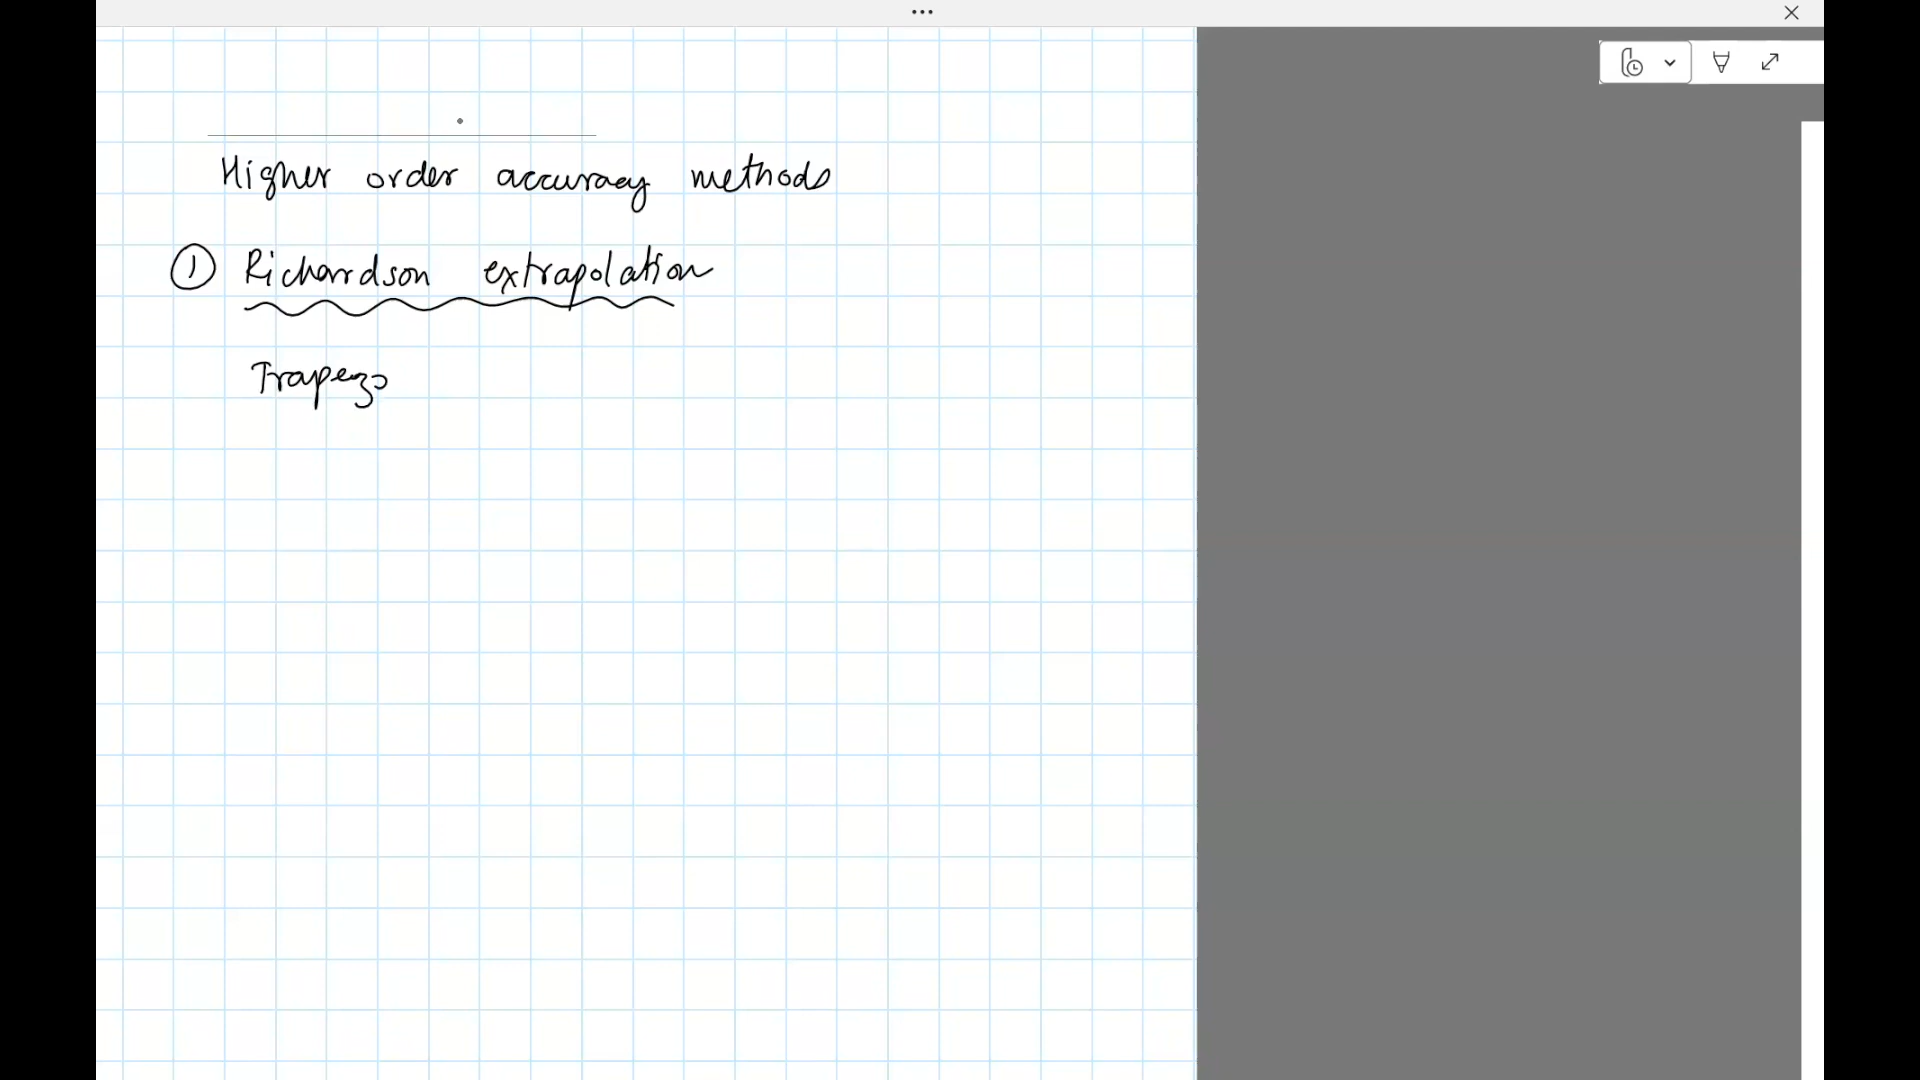 Higher order accuracy methods
① Richardson extrapolation
Trapezo